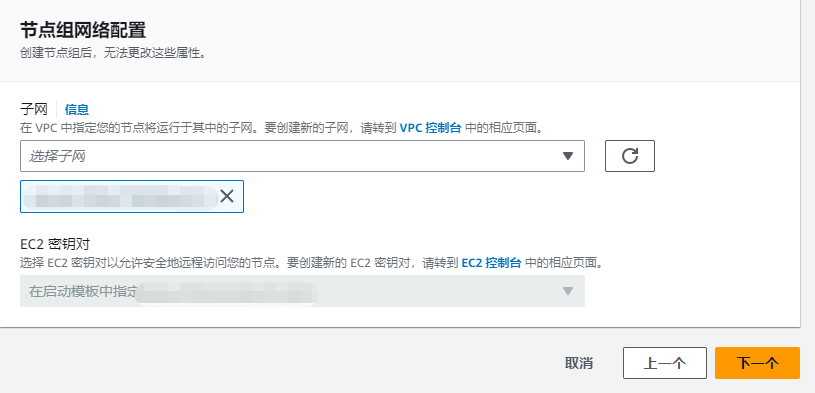 节点组网络配置
创建节点组后，无法更改这些属性。
子网 信息
在 VPC 中指定您的节点将运行于其中的子网。要创建新的子网，请转到 VPC 控制台 中的相应页面。
选择子网
EC2 密钥对
选择 EC2 密钥对以允许安全地远程访问您的节点。要创建新的 EC2 密钥对，请转到 EC2 控制台 中的相应页面。
在启动模板中指定
取消 上一个 下一个